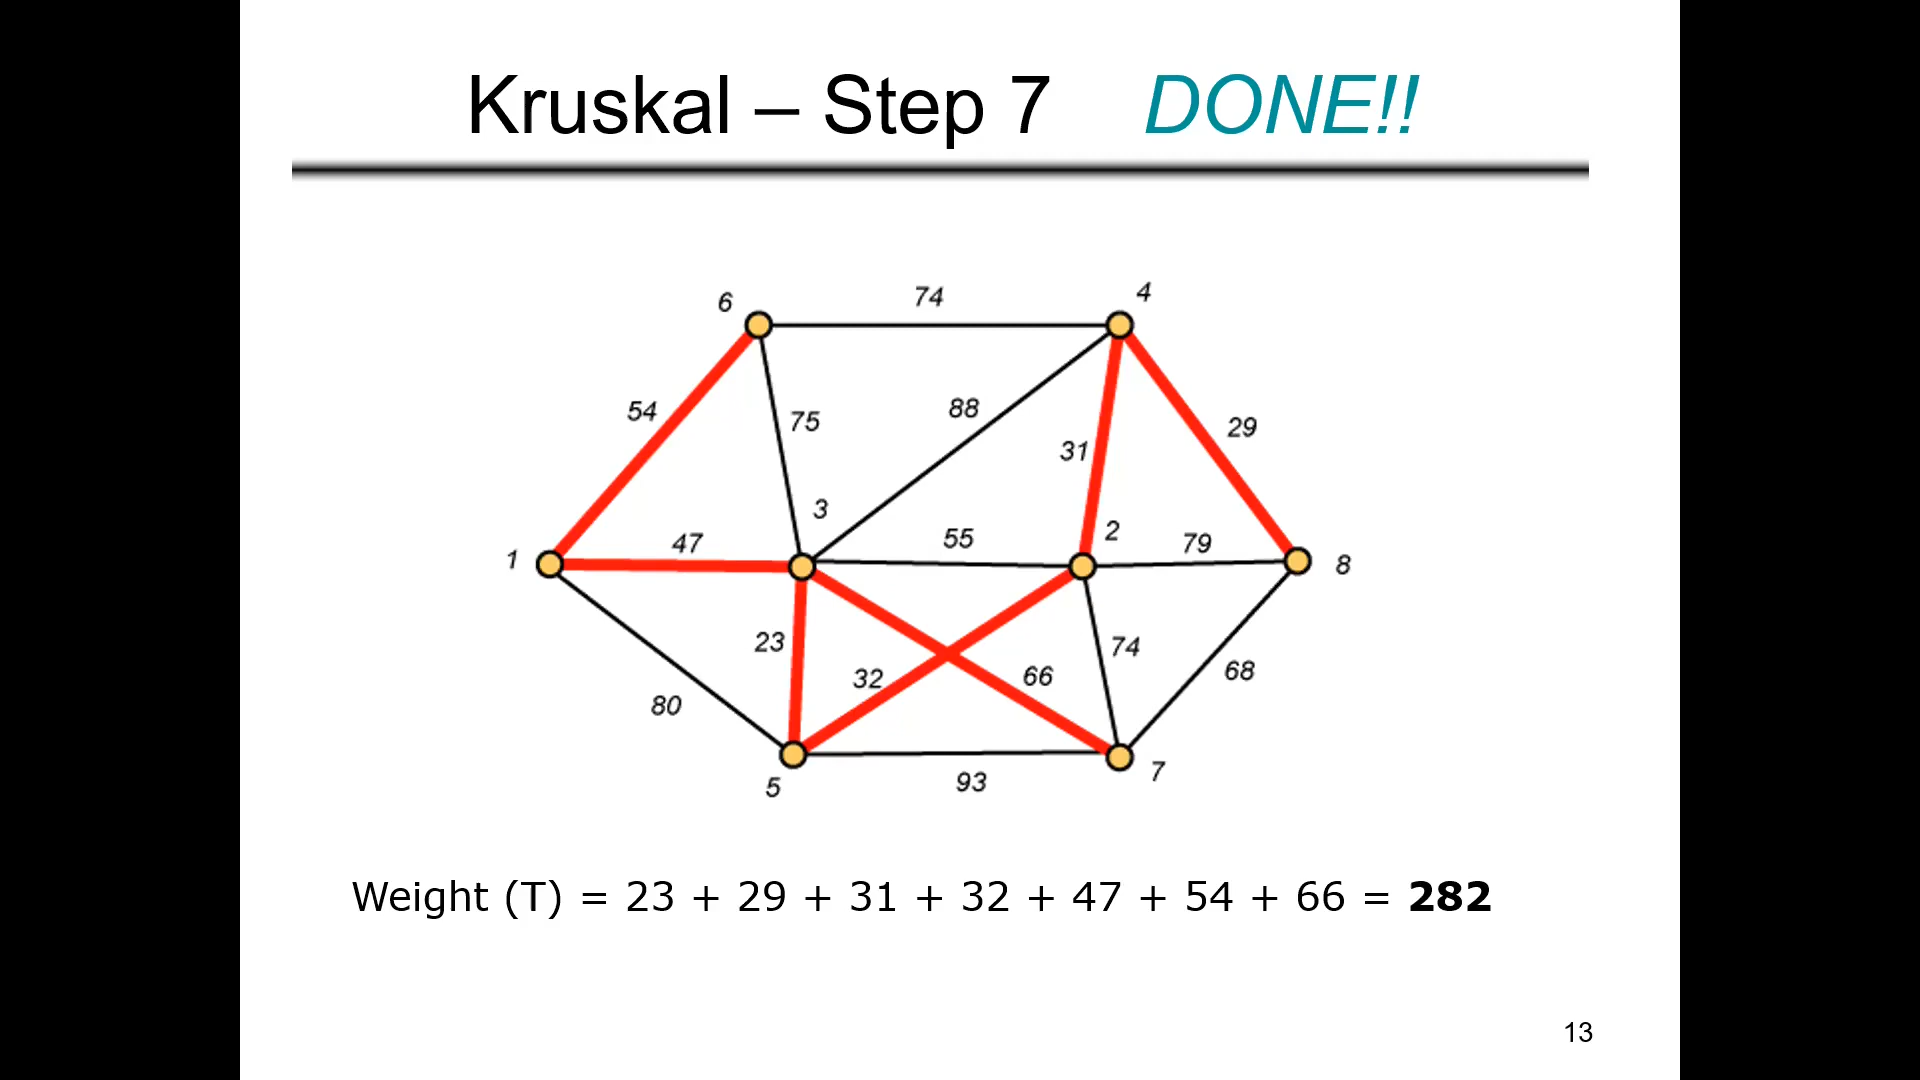 Kruskal – Step 7 DONE!!
6 74 4
54 75 88 31 29
3
1 47 55 2 79 8
23 32 66 74 68
80
5 93 7
Weight (T) = 23 + 29 + 31 + 32 + 47 + 54 + 66 = 282
13